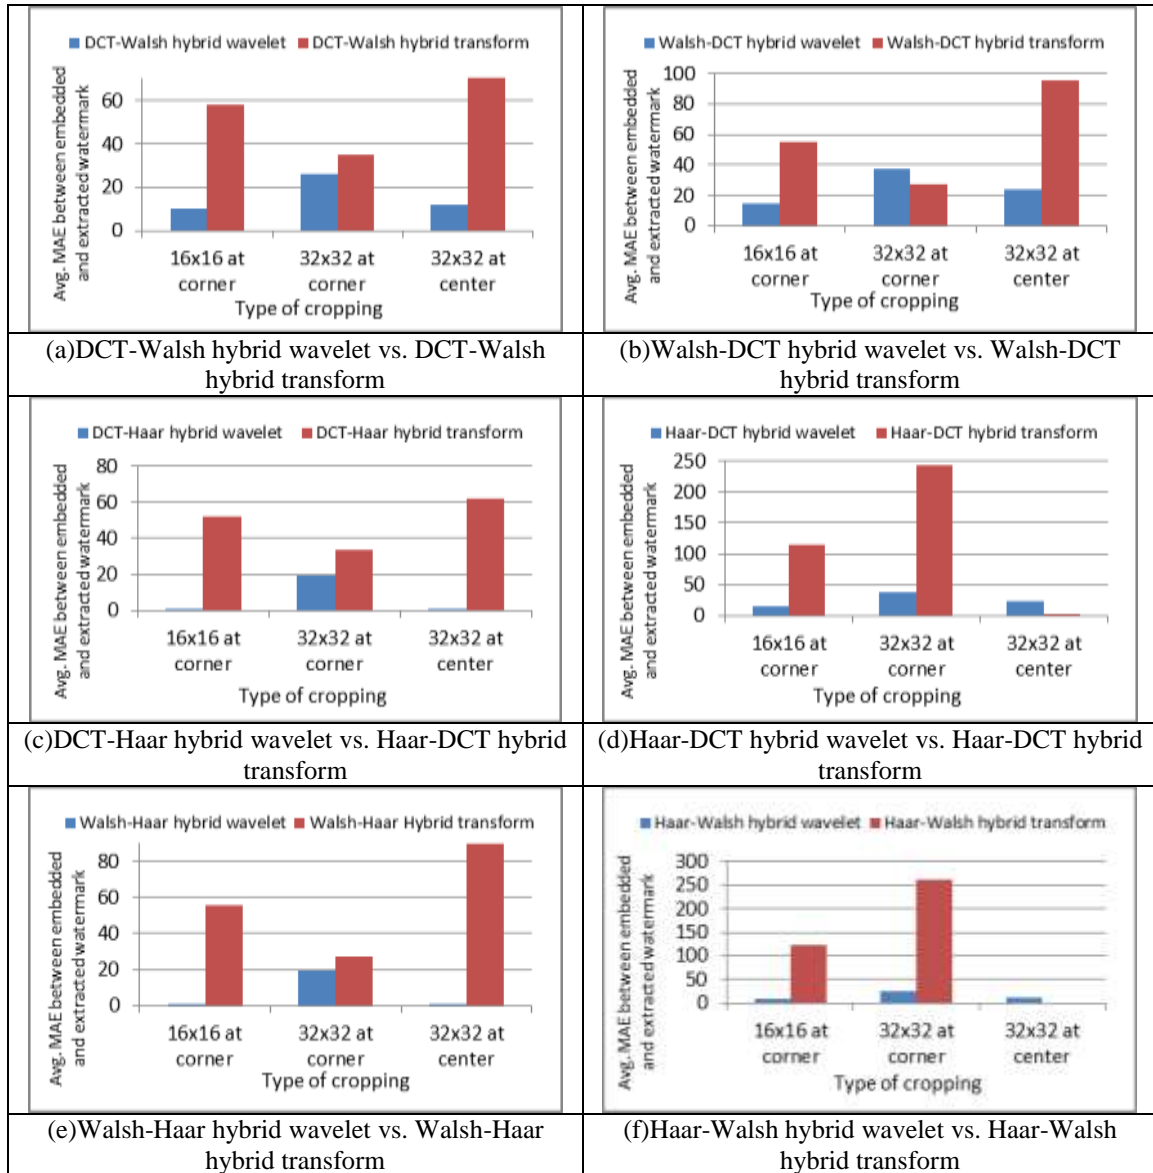 DCT-Walsh hybrid wavelet DCT-Walsh hybrid transform
Avg. MAE between embedded
and extracted watermark
60
40
20
0
16x16 at
corner
32x32 at
corner
32x32 at
center
Type of cropping
(a)DCT-Walsh hybrid wavelet vs. DCT-Walsh
hybrid transform
Walsh-DCT hybrid wavelet Walsh-DCT hybrid transform
Avg. MAE between embedded
and extracted watermark
100
80
60
40
20
0
16x16 at
corner
32x32 at
corner
32x32 at
center
Type of cropping
(b)Walsh-DCT hybrid wavelet vs. Walsh-DCT
hybrid transform
DCT-Haar hybrid wavelet DCT-Haar hybrid transform
Avg. MAE between embedded
and extracted watermark
80
60
40
20
0
16x16 at
corner
32x32 at
corner
32x32 at
center
Type of cropping
(c)DCT-Haar hybrid wavelet vs. Haar-DCT hybrid
transform
Haar-DCT hybrid wavelet Haar-DCT hybrid transform
Avg. MAE between embedded
and extracted watermark
250
200
150
100
50
0
16x16 at
corner
32x32 at
corner
32x32 at
center
Type of cropping
(d)Haar-DCT hybrid wavelet vs. Haar-DCT hybrid
transform
Walsh-Haar hybrid wavelet Walsh-Haar Hybrid transform
Avg. MAE between embedded
and extracted watermark
80
60
40
20
0
16x16 at
corner
32x32 at
corner
32x32 at
center
Type of cropping
(e)Walsh-Haar hybrid wavelet vs. Walsh-Haar
hybrid transform
Haar-Walsh hybrid wavelet Haar-Walsh hybrid transform
Avg. MAE between embedded
and extracted watermark
300
250
200
150
100
50
0
16x16 at
corner
32x32 at
corner
32x32 at
center
Type of cropping
(f)Haar-Walsh hybrid wavelet vs. Haar-Walsh
hybrid transform